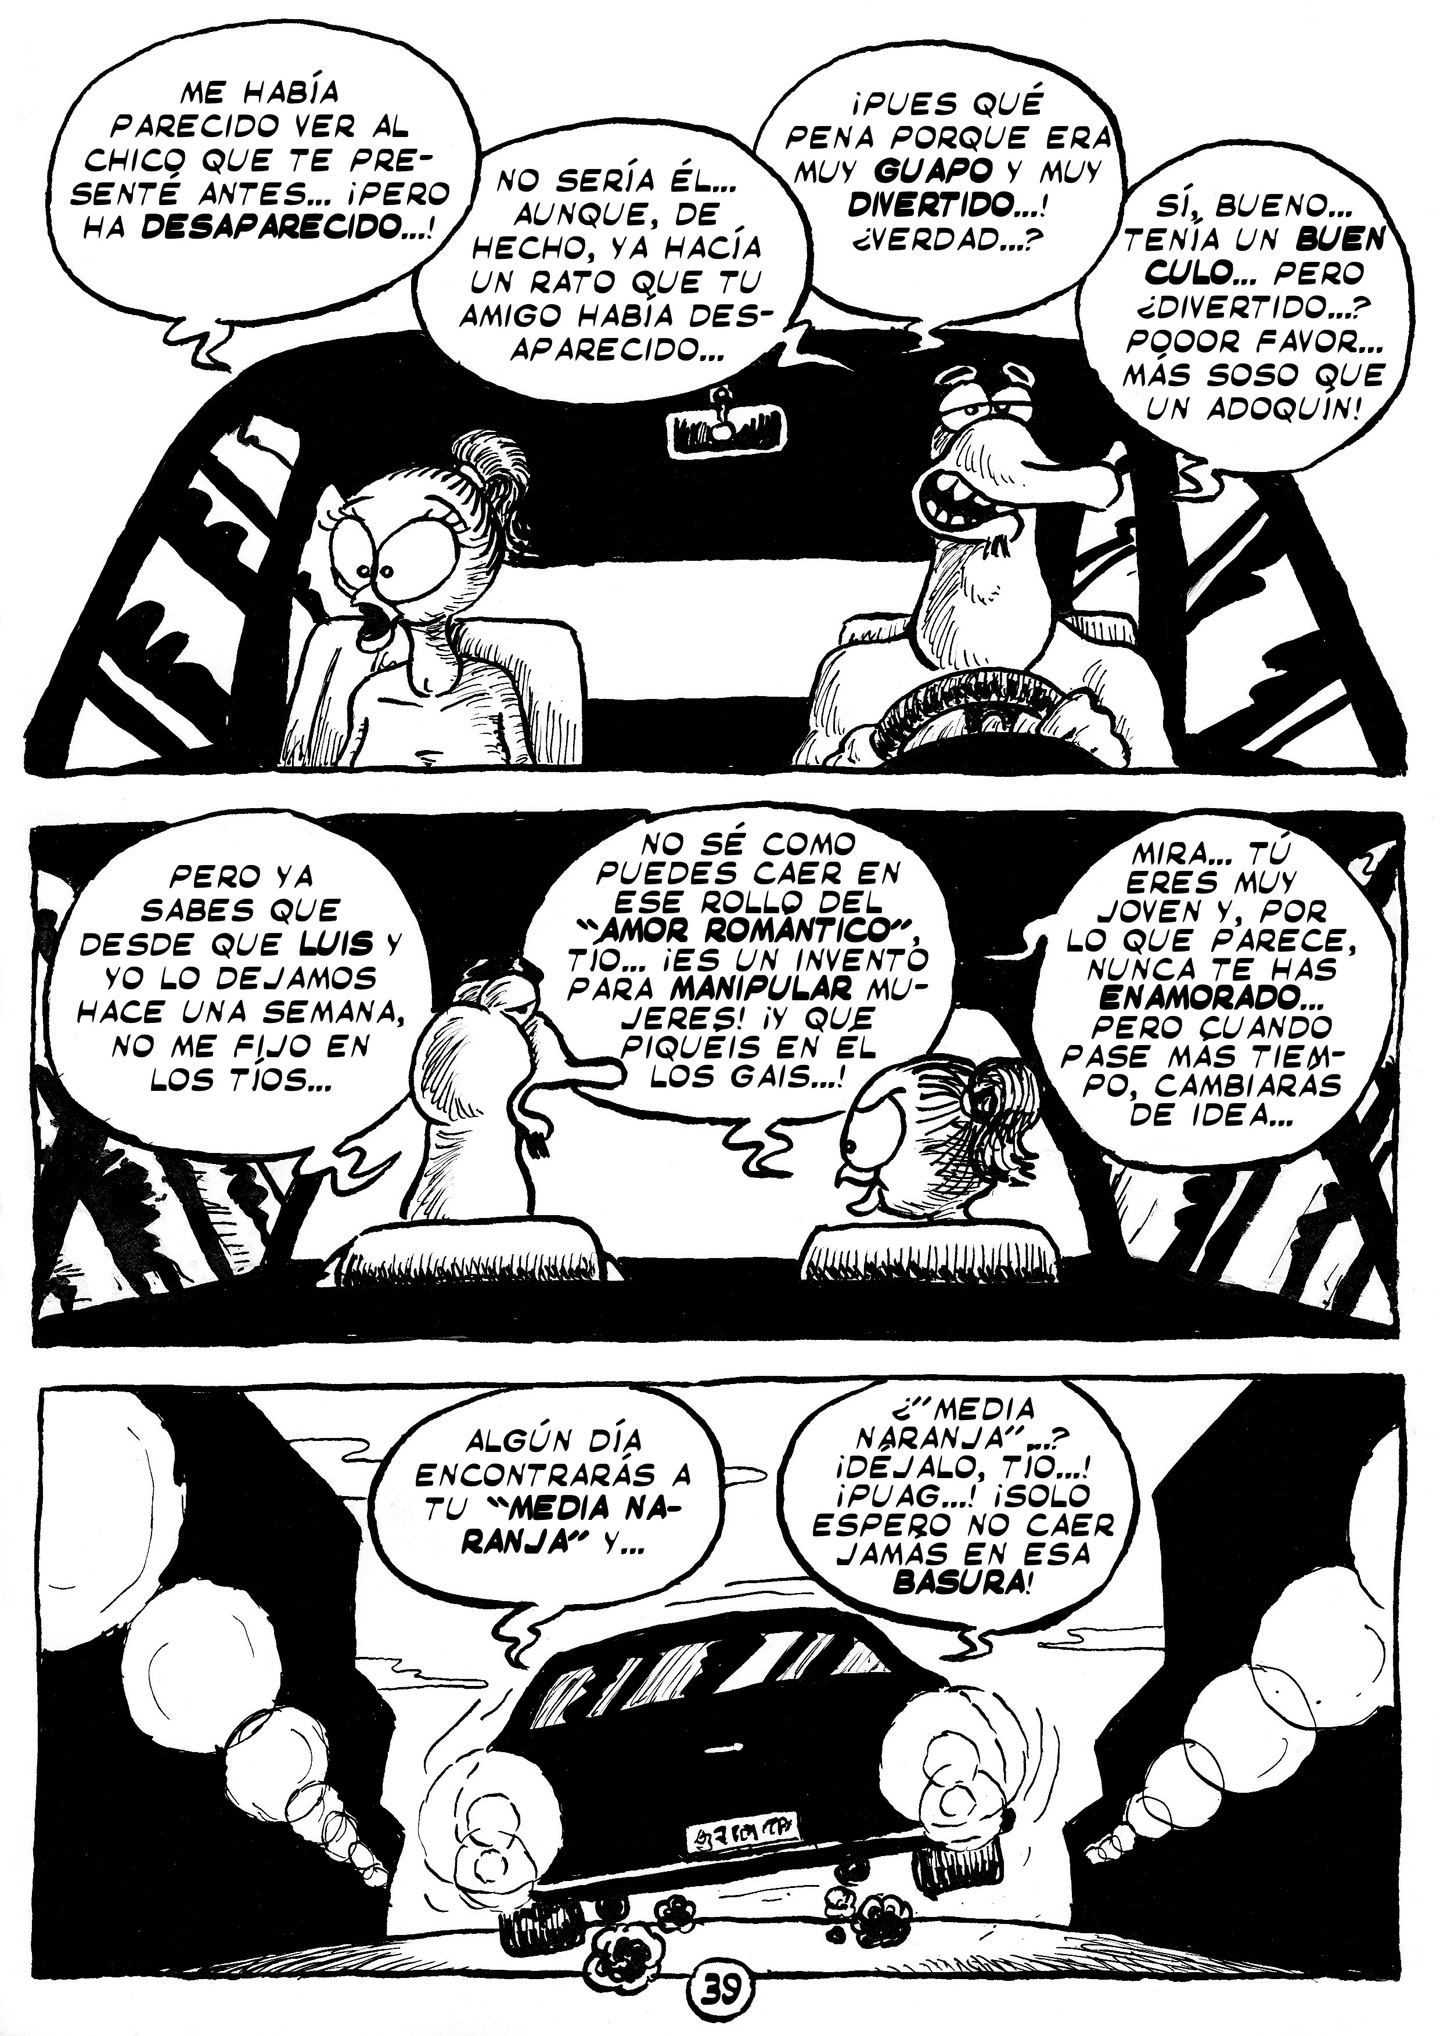 ME HABÍA
PARECIDO VER AL
CHICO QUE TE PRE-
SENTÉ ANTES... ¡PERO
HA DESAPARECIDO...!
NO SERÍA ÉL...
AUNQUE, DE
HECHO, YA HACÍA
UN RATO QUE TU
AMIGO HABÍA DES-
APARECIDO...
¡PUES QUÉ
PENA PORQUE ERA
MUY GUAPO Y MUY
DIVERTIDO...!
¿VERDAD...?
SÍ, BUENO...
TENÍA UN BUEN
CULO... PERO
¿DIVERTIDO...?
POOOR FAVOR...
MÁS SOSO QUE
UN ADOQUÍN!
PERO YA
SABES QUE
DESDE QUE LUIS Y
YO LO DEJAMOS
HACE UNA SEMANA,
NO ME FIJO EN
LOS TÍOS...
NO SÉ COMO
PUEDES CAER EN
ESE ROLLO DEL
"AMOR ROMÁNTICO",
TÍO... ¡ES UN INVENTO
PARA MANIPULAR MU-
JERES! ¡Y QUE
PIQUÉIS EN ÉL
LOS GAIS...!
MIRA... TÚ
ERES MUY
JOVEN Y, POR
LO QUE PARECE,
NUNCA TE HAS
ENAMORADO...
PERO CUANDO
PASE MÁS TIEM-
PO, CAMBIARÁS
DE IDEA...
ALGÚN DÍA
ENCONTRARÁS A
TU "MEDIA NA-
RANJA" Y...
¿"MEDIA
NARANJA"...?
¡DÉJALO, TÍO...!
¡PUAG...! ¡SOLO
ESPERO NO CAER
JAMÁS EN ESA
BASURA!
39